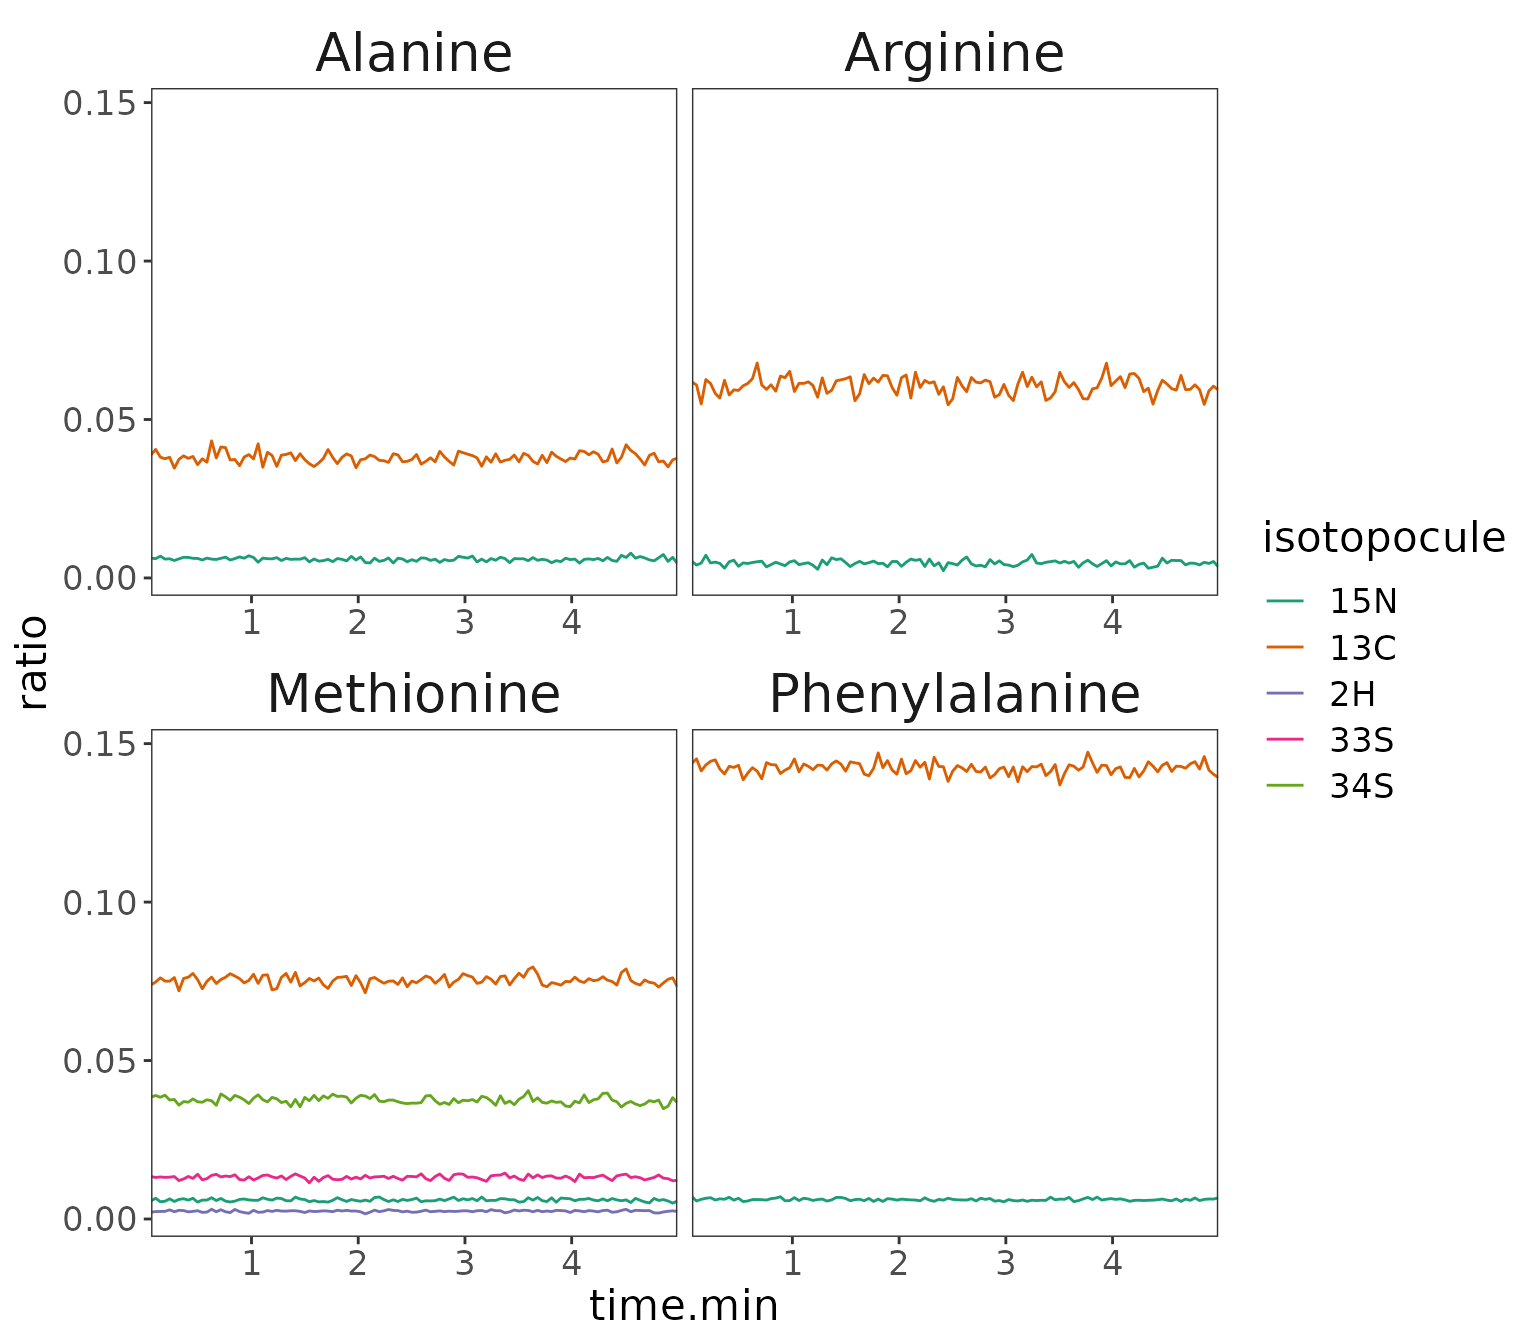 Alanine Arginine
0.15
0.10
0.05
0.00
1 2 3 4 1 2 3 4
ratio
Methionine Phenylalanine
0.15
0.10
0.05
0.00
1 2 3 4 1 2 3 4
time.min
isotopocule
15N
13C
2H
33S
34S